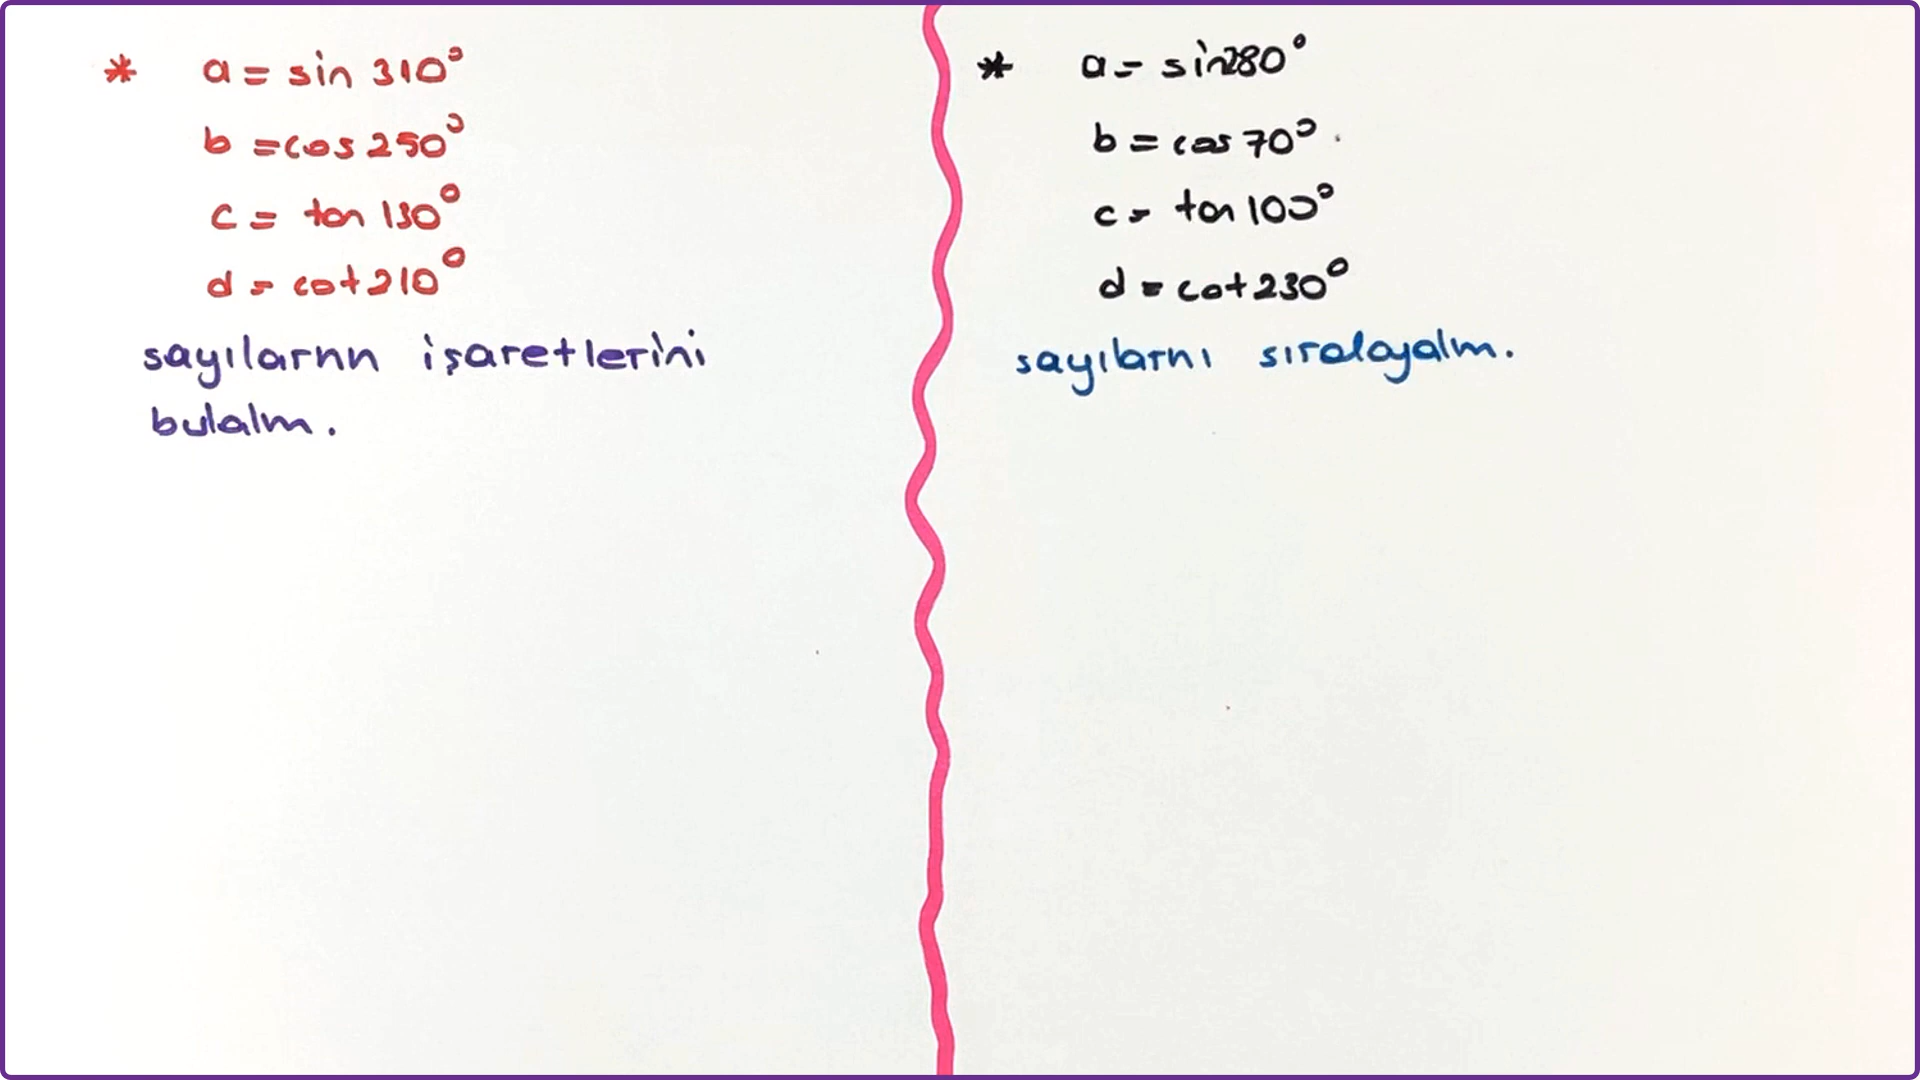 * a = sin 310°
b = cos 250°
c = tan 130°
d = cot 210°
sayılarnn işaretlerini
bulalm.
* a = sin280°
b = cos 70°.
c = tan 100°
d = cot 230°
sayılarnı sıralayalm.